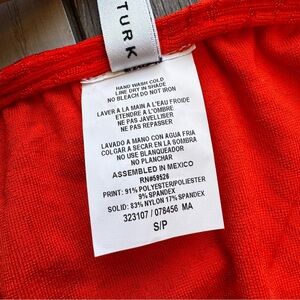 TURK
HAND WASH COLD
LINE DRY IN SHADE
NO BLEACH DO NOT IRON
LAVER A LA MAIN A L'EAU FROIDE
ETENDRE A L'OMBRE
NE PAS JAVELLISER
NE PAS REPASSER
LAVADO A MANO CON AGUA FRIA
COLGAR A SECAR EN LA SOMBRA
NO USE BLANQUEADOR
NO PLANCHAR
ASSEMBLED IN MEXICO
RN#59526
PRINT: 91% POLYESTER/POLIESTER
9% SPANDEX
SOLID: 83% NYLON 17% SPANDEX
323107 / 078456 MA
S/P